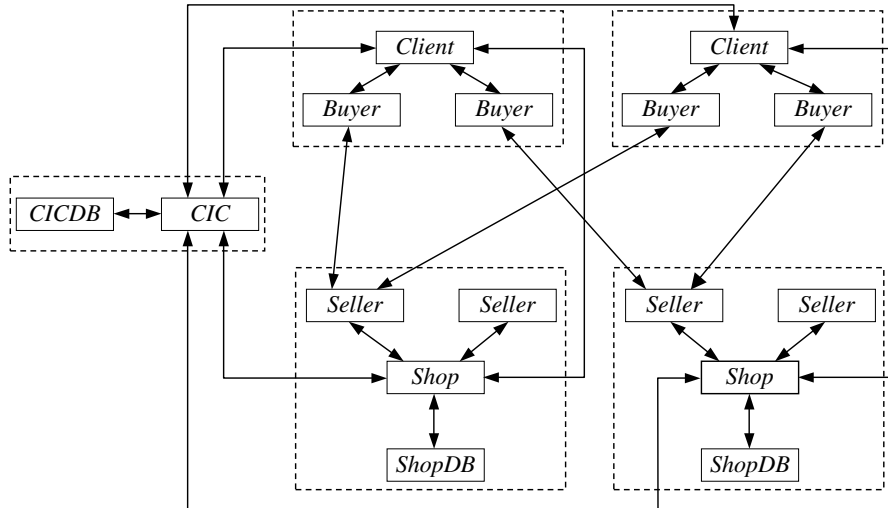 Client Client
Buyer Buyer Buyer Buyer
CICDB CIC
Seller Seller Seller Seller
Shop Shop
ShopDB ShopDB